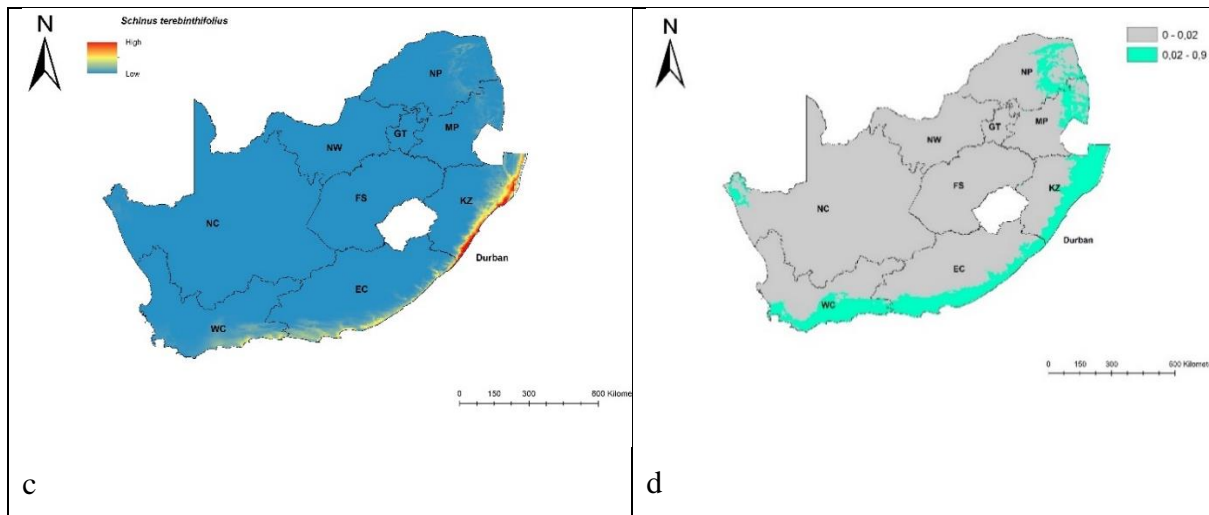 N
Schinus terebinthifolius
High
Low
NP
MP
GT
NW
FS
KZ
NC
Durban
EC
WC
0 150 300 600 Kilomete
c
N
0 - 0,02
0,02 - 0,9
NP
MP
GT
NW
FS
KZ
NC
Durban
EC
WC
0 150 300 600 Kilomete
d